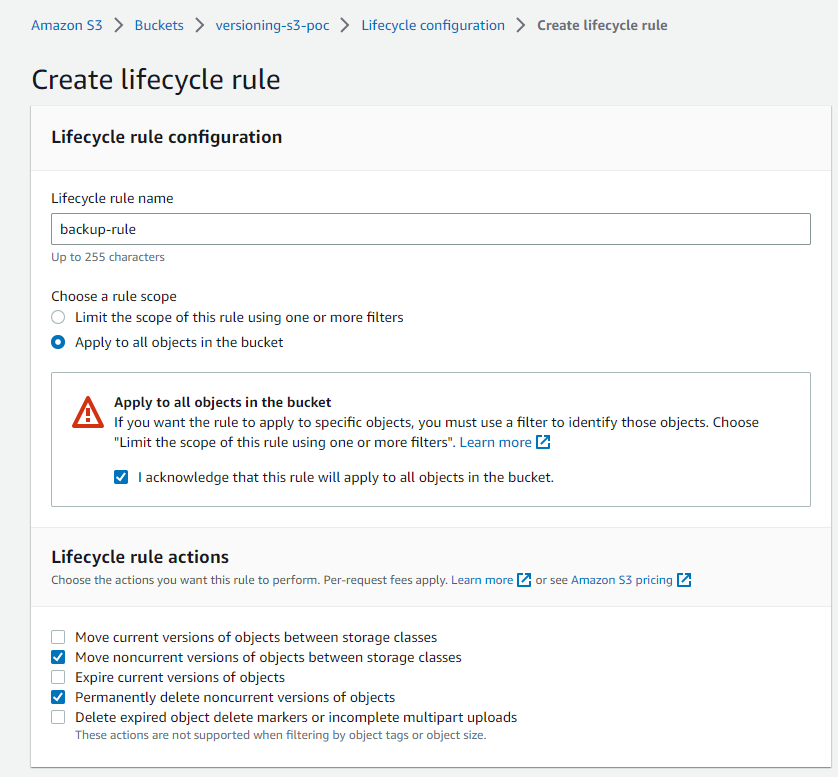 Amazon S3 > Buckets > versioning-s3-poc > Lifecycle configuration > Create lifecycle rule
Create lifecycle rule
Lifecycle rule configuration
Lifecycle rule name
backup-rule
Up to 255 characters
Choose a rule scope
Limit the scope of this rule using one or more filters
Apply to all objects in the bucket
Apply to all objects in the bucket
If you want the rule to apply to specific objects, you must use a filter to identify those objects. Choose
"Limit the scope of this rule using one or more filters". Learn more
I acknowledge that this rule will apply to all objects in the bucket.
Lifecycle rule actions
Choose the actions you want this rule to perform. Per-request fees apply. Learn more or see Amazon S3 pricing
Move current versions of objects between storage classes
Move noncurrent versions of objects between storage classes
Expire current versions of objects
Permanently delete noncurrent versions of objects
Delete expired object delete markers or incomplete multipart uploads
These actions are not supported when filtering by object tags or object size.